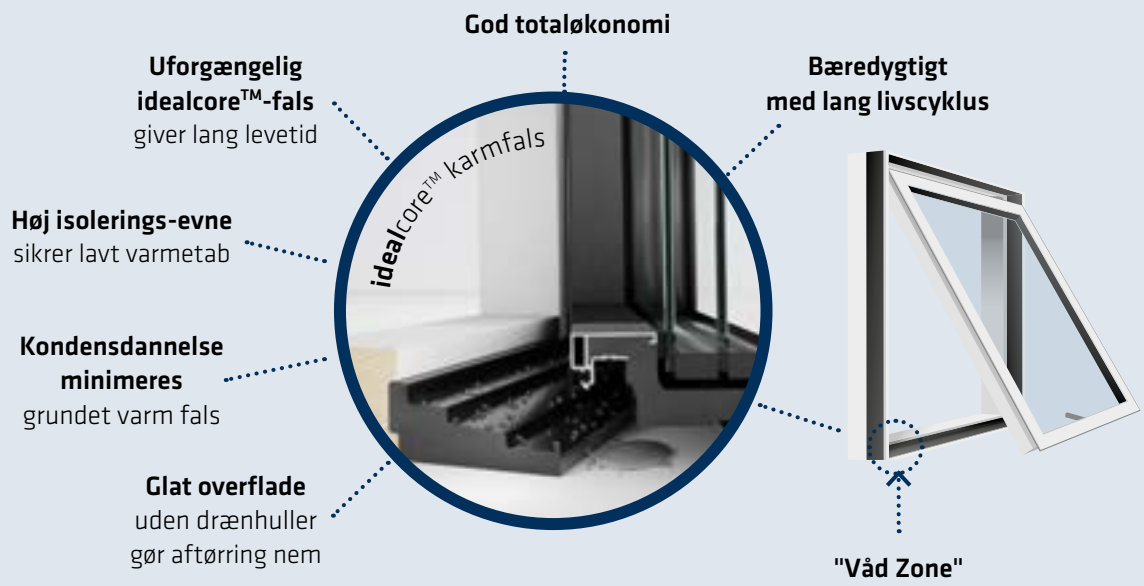 God totaløkonomi
Uforgængelig
idealcore™-fals
giver lang levetid
Bæredygtigt
med lang livscyklus
idealcore™ karmfals
Høj isolerings-evne
sikrer lavt varmetab
Kondensdannelse
minimeres
grundet varm fals
Glat overflade
uden drænhuller
gør aftørring nem
"Våd Zone"